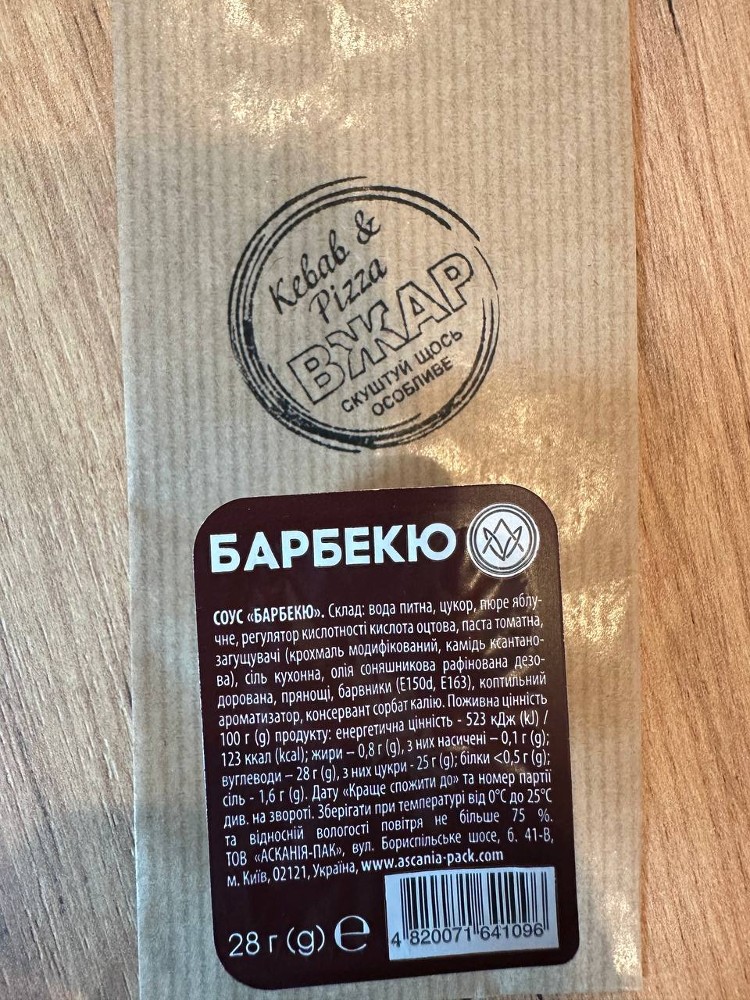 Kebab &
Pizza
ВЖАР
СКУШТУЙ ЩОСЬ
ОСОБЛИВЕ
БАРБЕКЮ
СОУС «БАРБЕКЮ». Склад: вода питна, цукор, пюре яблу-
чне, регулятор кислотності кислота оцтова, паста томатна,
загущувачі (крохмаль модифікований, камідь ксантано-
ва), сіль кухонна, олія соняшникова рафінована дезо-
дорована, прянощі, барвники (E150d, E163), коптильний
ароматизатор, консервант сорбат калію. Поживна цінність
100 г (g) продукту: енергетична цінність - 523 кДж (kJ) /
123 ккал (kcal); жири – 0,8 г (g), з них насичені – 0,1 г (g);
вуглеводи – 28 г (g), з них цукри - 25 г (g); білки <0,5 г (g);
сіль - 1,6 г (g). Дату «Краще спожити до» та номер партії
див. на звороті. Зберігати при температурі від 0°C до 25°C
та відносній вологості повітря не більше 75 %.
ТОВ «АСКАНІЯ-ПАК», вул. Бориспільське шосе, б. 41-В,
м. Київ, 02121, Україна, www.ascania-pack.com
28 г (g) e
4 820071 641096